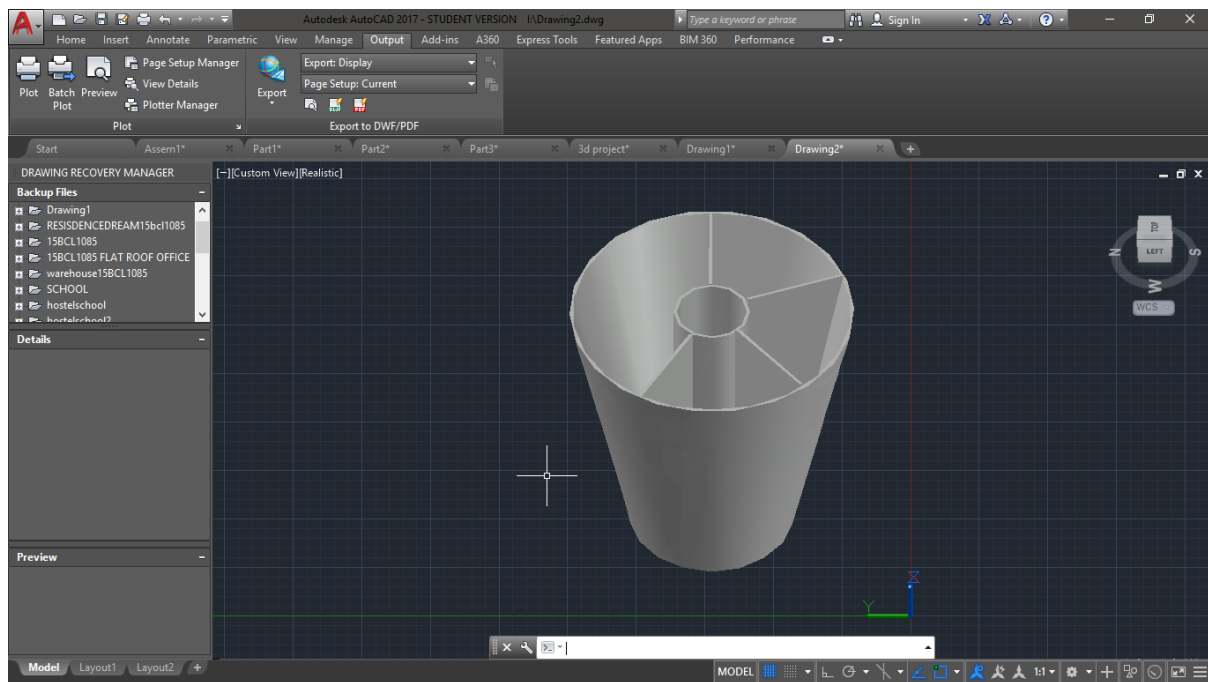 Autodesk AutoCAD 2017 - STUDENT VERSION I:\Drawing2.dwg
Type a keyword or phrase
Sign In
Home Insert Annotate Parametric View Manage Output Add-ins A360 Express Tools Featured Apps BIM 360 Performance
Plot
Batch Plot
Preview
Page Setup Manager
View Details
Plotter Manager
Export
Export: Display
Page Setup: Current
Plot
Export to DWF/PDF
Start Assem1* Part1* Part2* Part3* 3d project* Drawing1* Drawing2*
DRAWING RECOVERY MANAGER
[−][Custom View][Realistic]
Backup Files
Drawing1
RESISDENCEDREAM15bcl1085
15BCL1085
15BCL1085 FLAT ROOF OFFICE
warehouse15BCL1085
SCHOOL
hostelschool
hostelschool2
Details
Preview
LEFT
N
S
W
WCS
Z
Y
Model Layout1 Layout2 +
MODEL
1:1